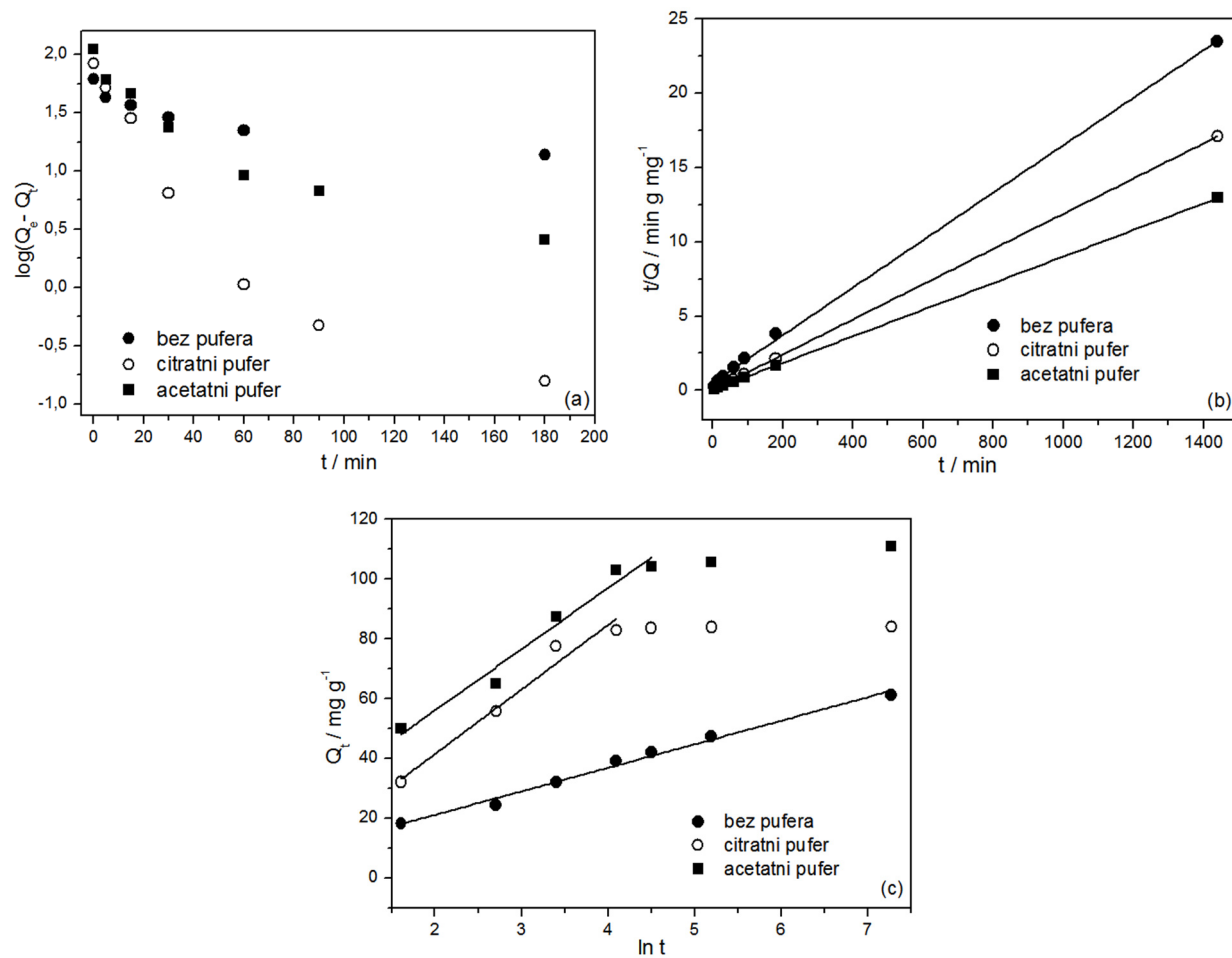 2,0
1,5
1,0
0,5
0,0
-0,5
-1,0
log(Qₑ - Qₜ)
bez pufera
citratni pufer
acetatni pufer
(a)
0 20 40 60 80 100 120 140 160 180 200
t / min
25
20
15
10
5
0
t/Q / min g mg⁻¹
bez pufera
citratni pufer
acetatni pufer
(b)
0 200 400 600 800 1000 1200 1400
t / min
120
100
80
60
40
20
0
Qₜ / mg g⁻¹
bez pufera
citratni pufer
acetatni pufer
(c)
2 3 4 5 6 7
ln t